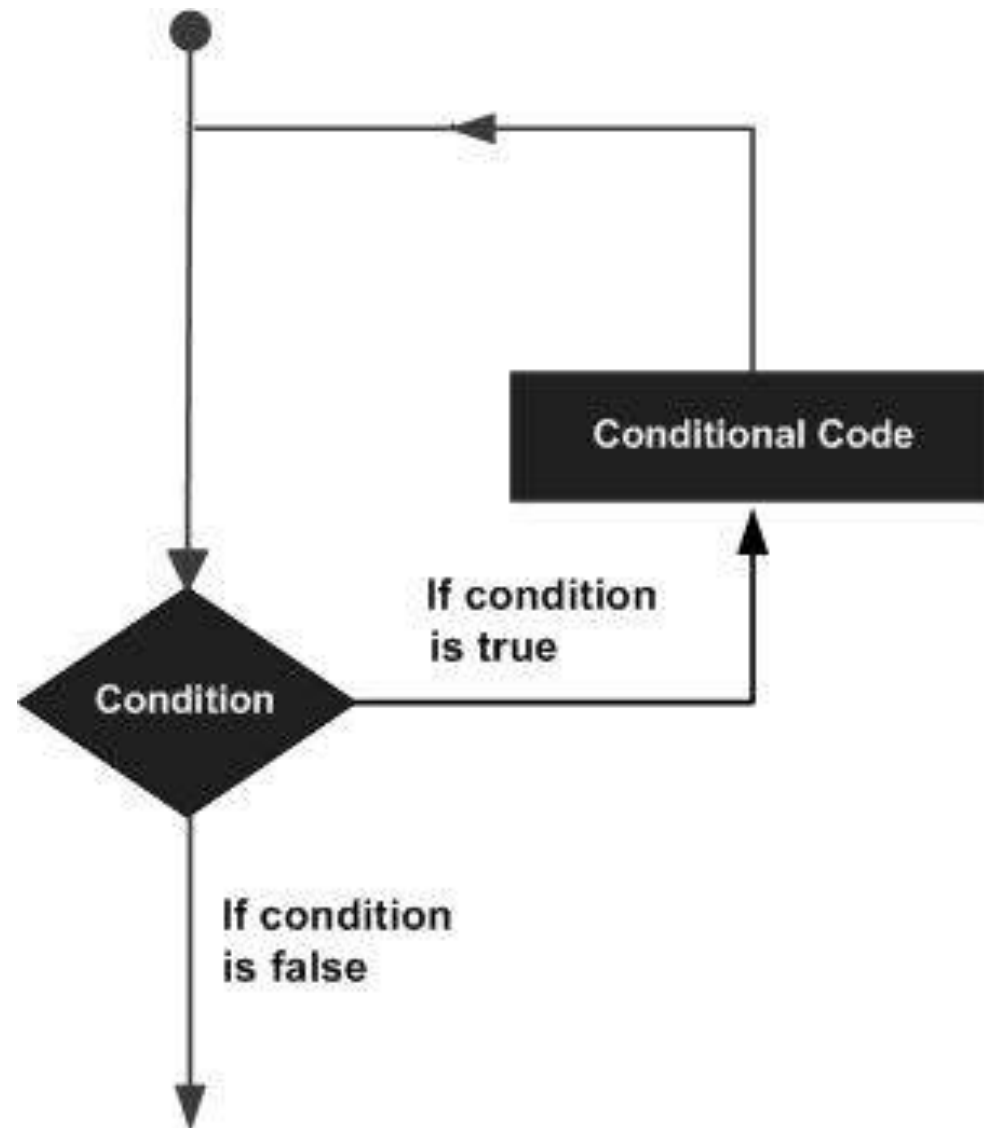 Conditional Code
If condition
is true
Condition
If condition
is false